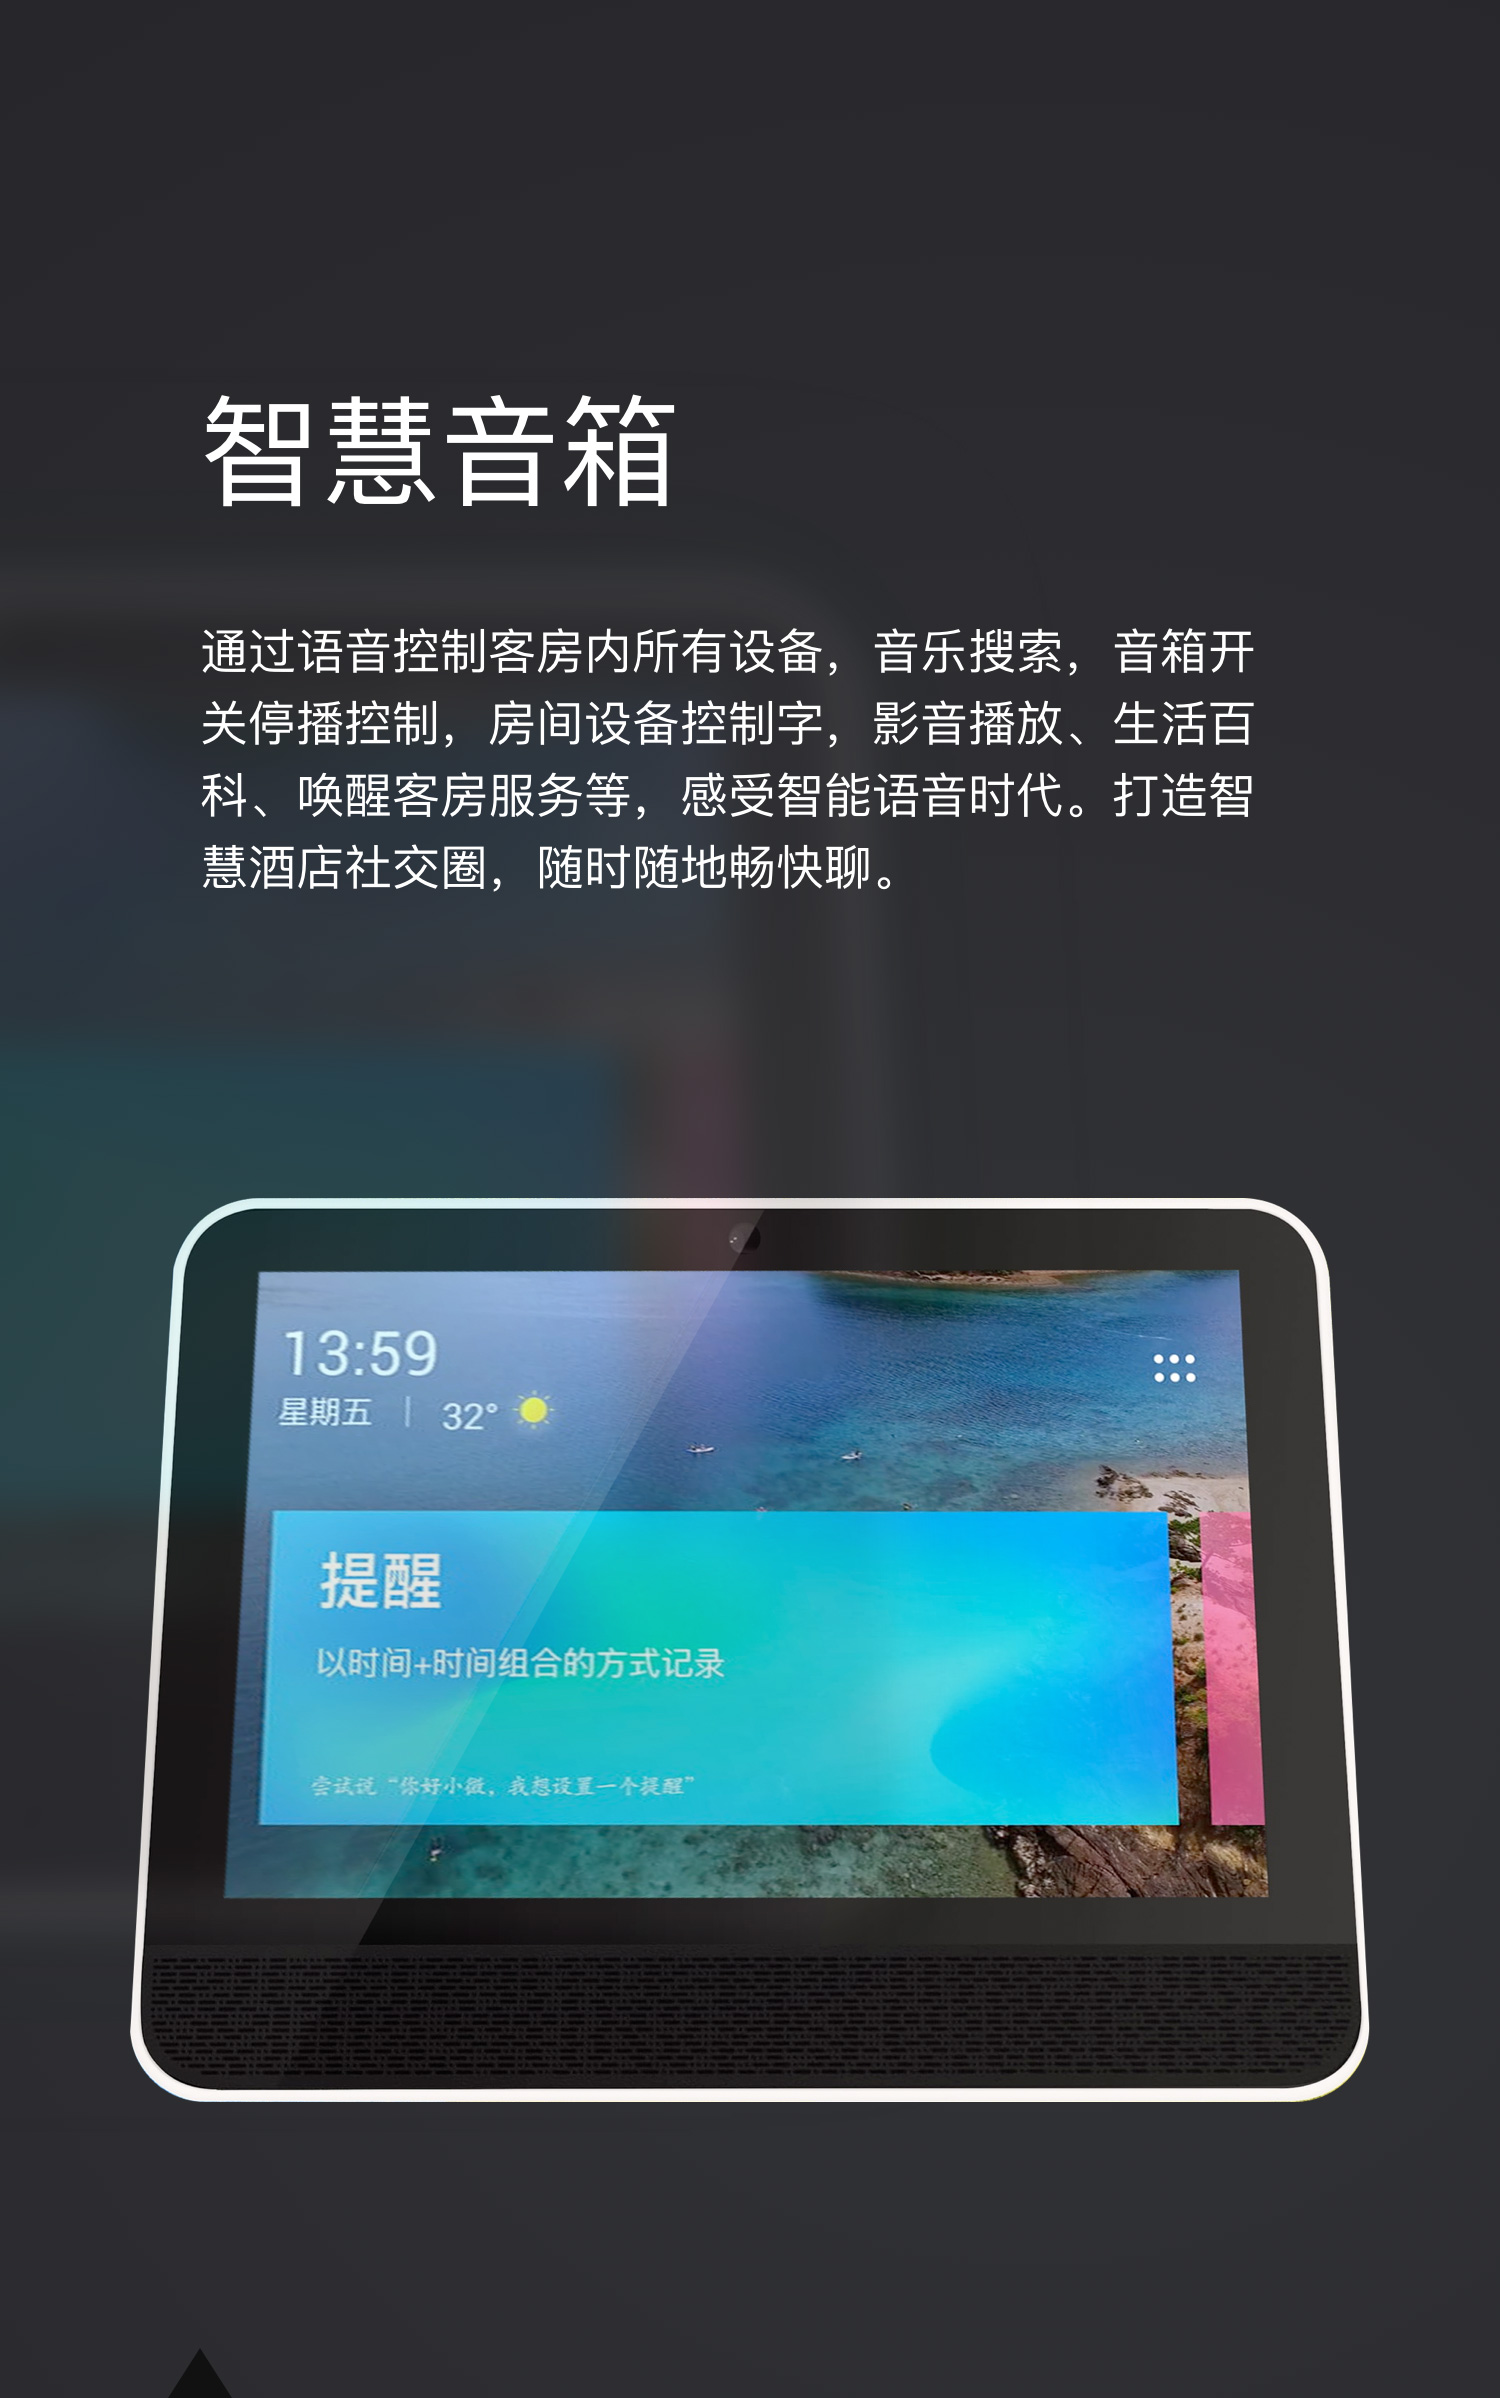 智慧音箱
通过语音控制客房内所有设备，音乐搜索，音箱开
关停播控制，房间设备控制字，影音播放、生活百
科、唤醒客房服务等，感受智能语音时代。打造智
慧酒店社交圈，随时随地畅快聊。
13:59
星期五 | 32°
提醒
以时间+时间组合的方式记录
尝试说“你好小微，我想设置一个提醒”